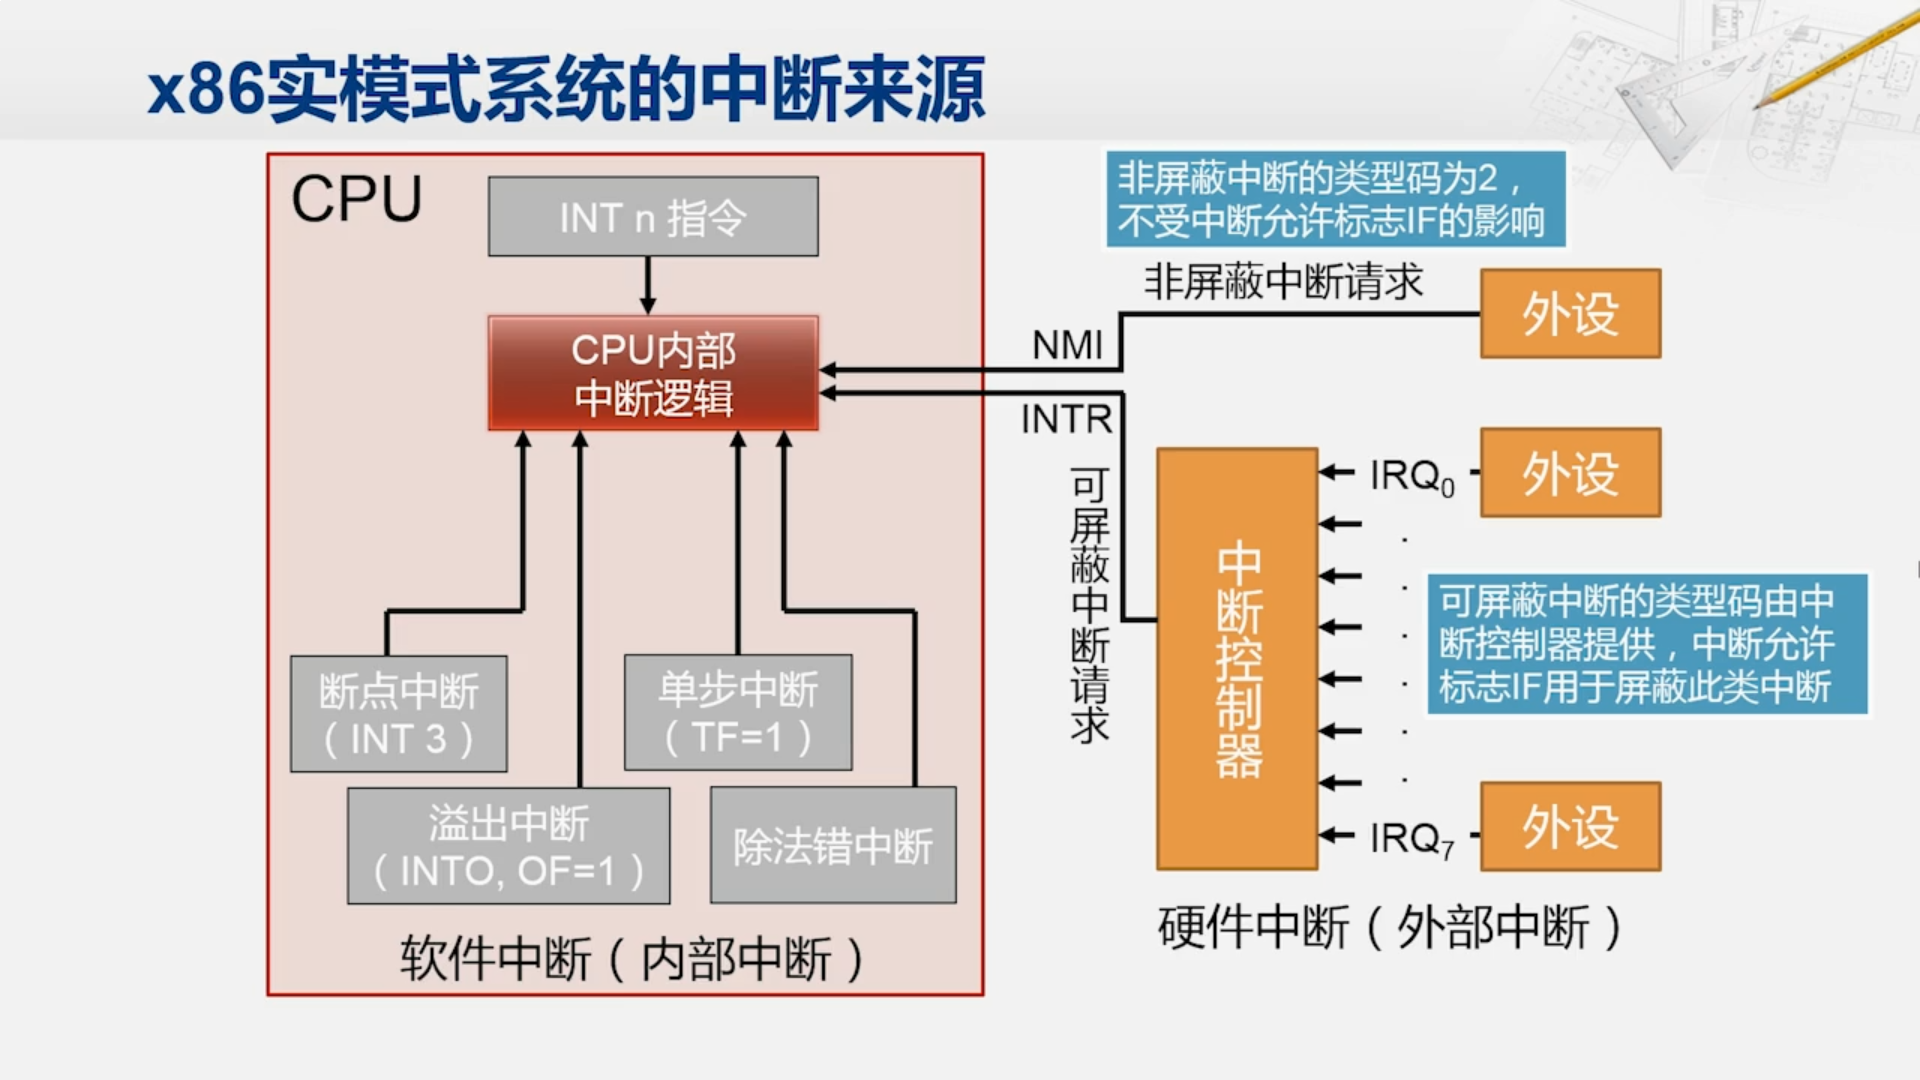 x86实模式系统的中断来源
CPU
INT n 指令
CPU内部
中断逻辑
断点中断
（INT 3）
单步中断
（TF=1）
溢出中断
（INTO, OF=1）
除法错中断
软件中断（内部中断）
非屏蔽中断的类型码为2，
不受中断允许标志IF的影响
非屏蔽中断请求
外设
NMI
INTR
可屏蔽中断请求
中断控制器
IRQ0
外设
可屏蔽中断的类型码由中
断控制器提供，中断允许
标志IF用于屏蔽此类中断
IRQ7
外设
硬件中断（外部中断）